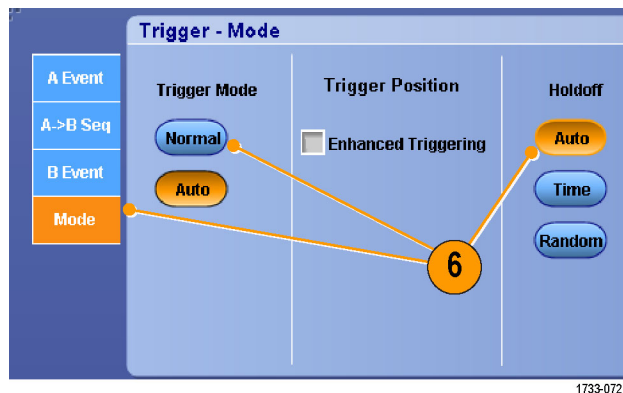 Trigger - Mode
A Event
A->B Seq
B Event
Mode
Trigger Mode
Normal
Auto
Trigger Position
Enhanced Triggering
Holdoff
Auto
Time
Random
6
1733-072